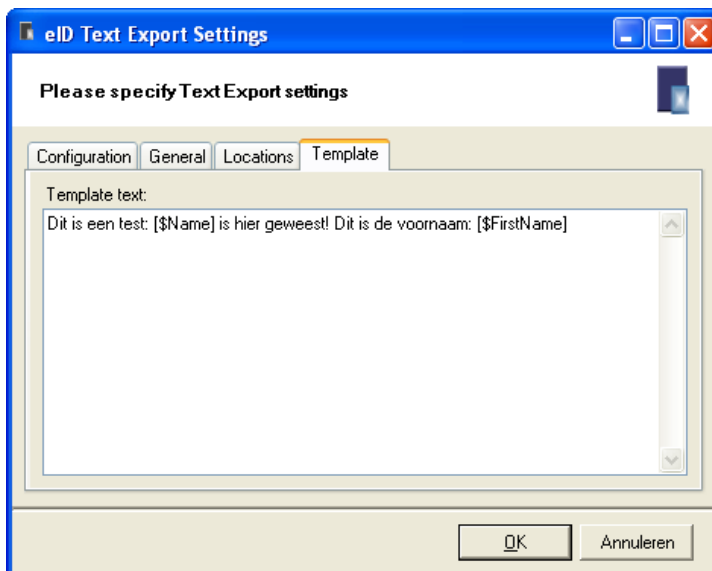 eID Text Export Settings
Please specify Text Export settings
Configuration General Locations Template
Template text:
Dit is een test: [$Name] is hier geweest! Dit is de voornaam: [$FirstName]
OK Annuleren